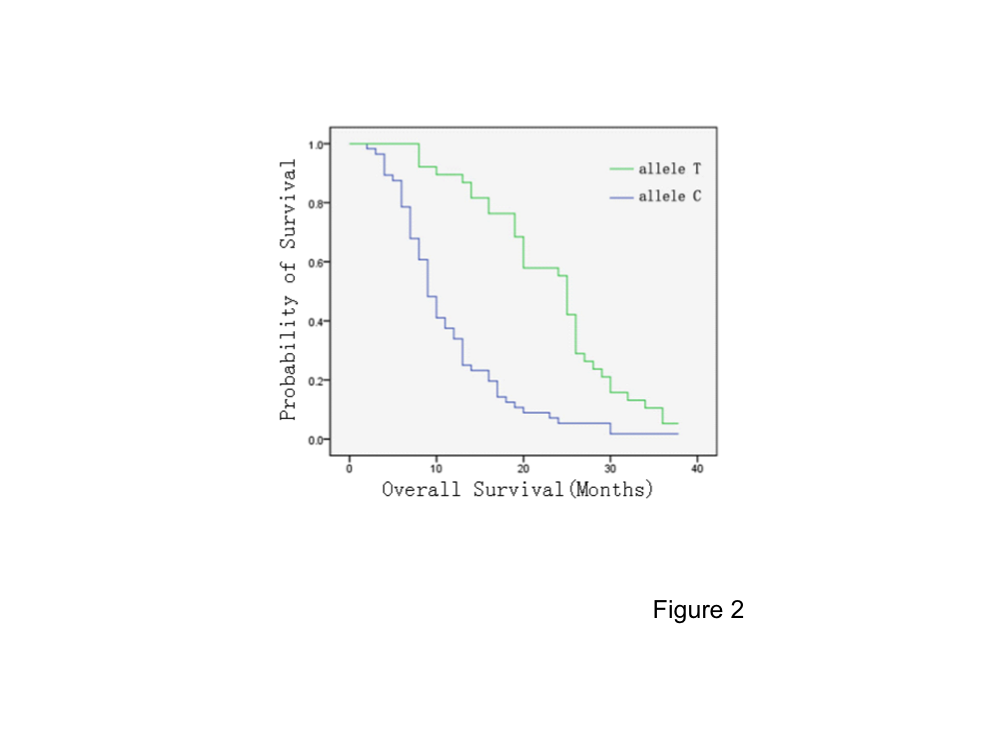 Probability of Survival
1.0
0.8
0.6
0.4
0.2
0.0
allele T
allele C
0 10 20 30 40
Overall Survival(Months)
Figure 2